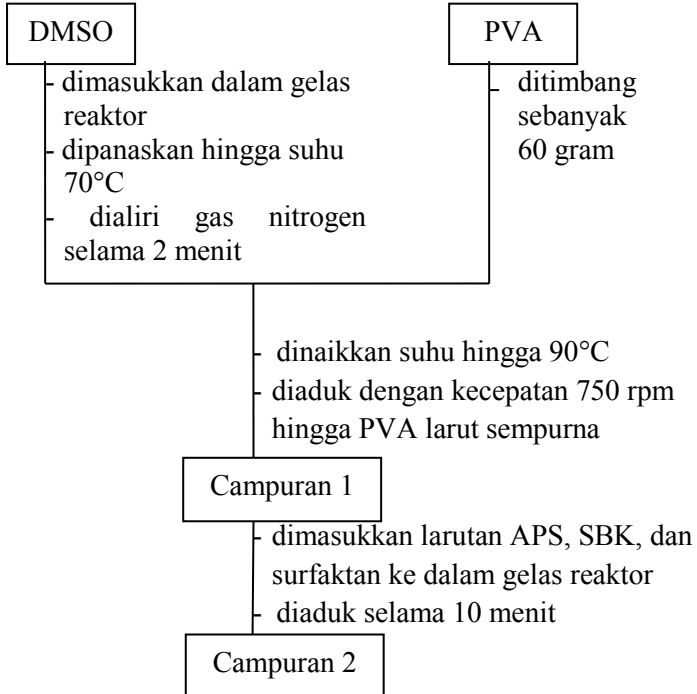 DMSO
PVA
- dimasukkan dalam gelas
reaktor
- dipanaskan hingga suhu
70°C
- dialiri gas nitrogen
selama 2 menit
- ditimbang
sebanyak
60 gram
- dinaikkan suhu hingga 90°C
- diaduk dengan kecepatan 750 rpm
hingga PVA larut sempurna
Campuran 1
- dimasukkan larutan APS, SBK, dan
surfaktan ke dalam gelas reaktor
- diaduk selama 10 menit
Campuran 2